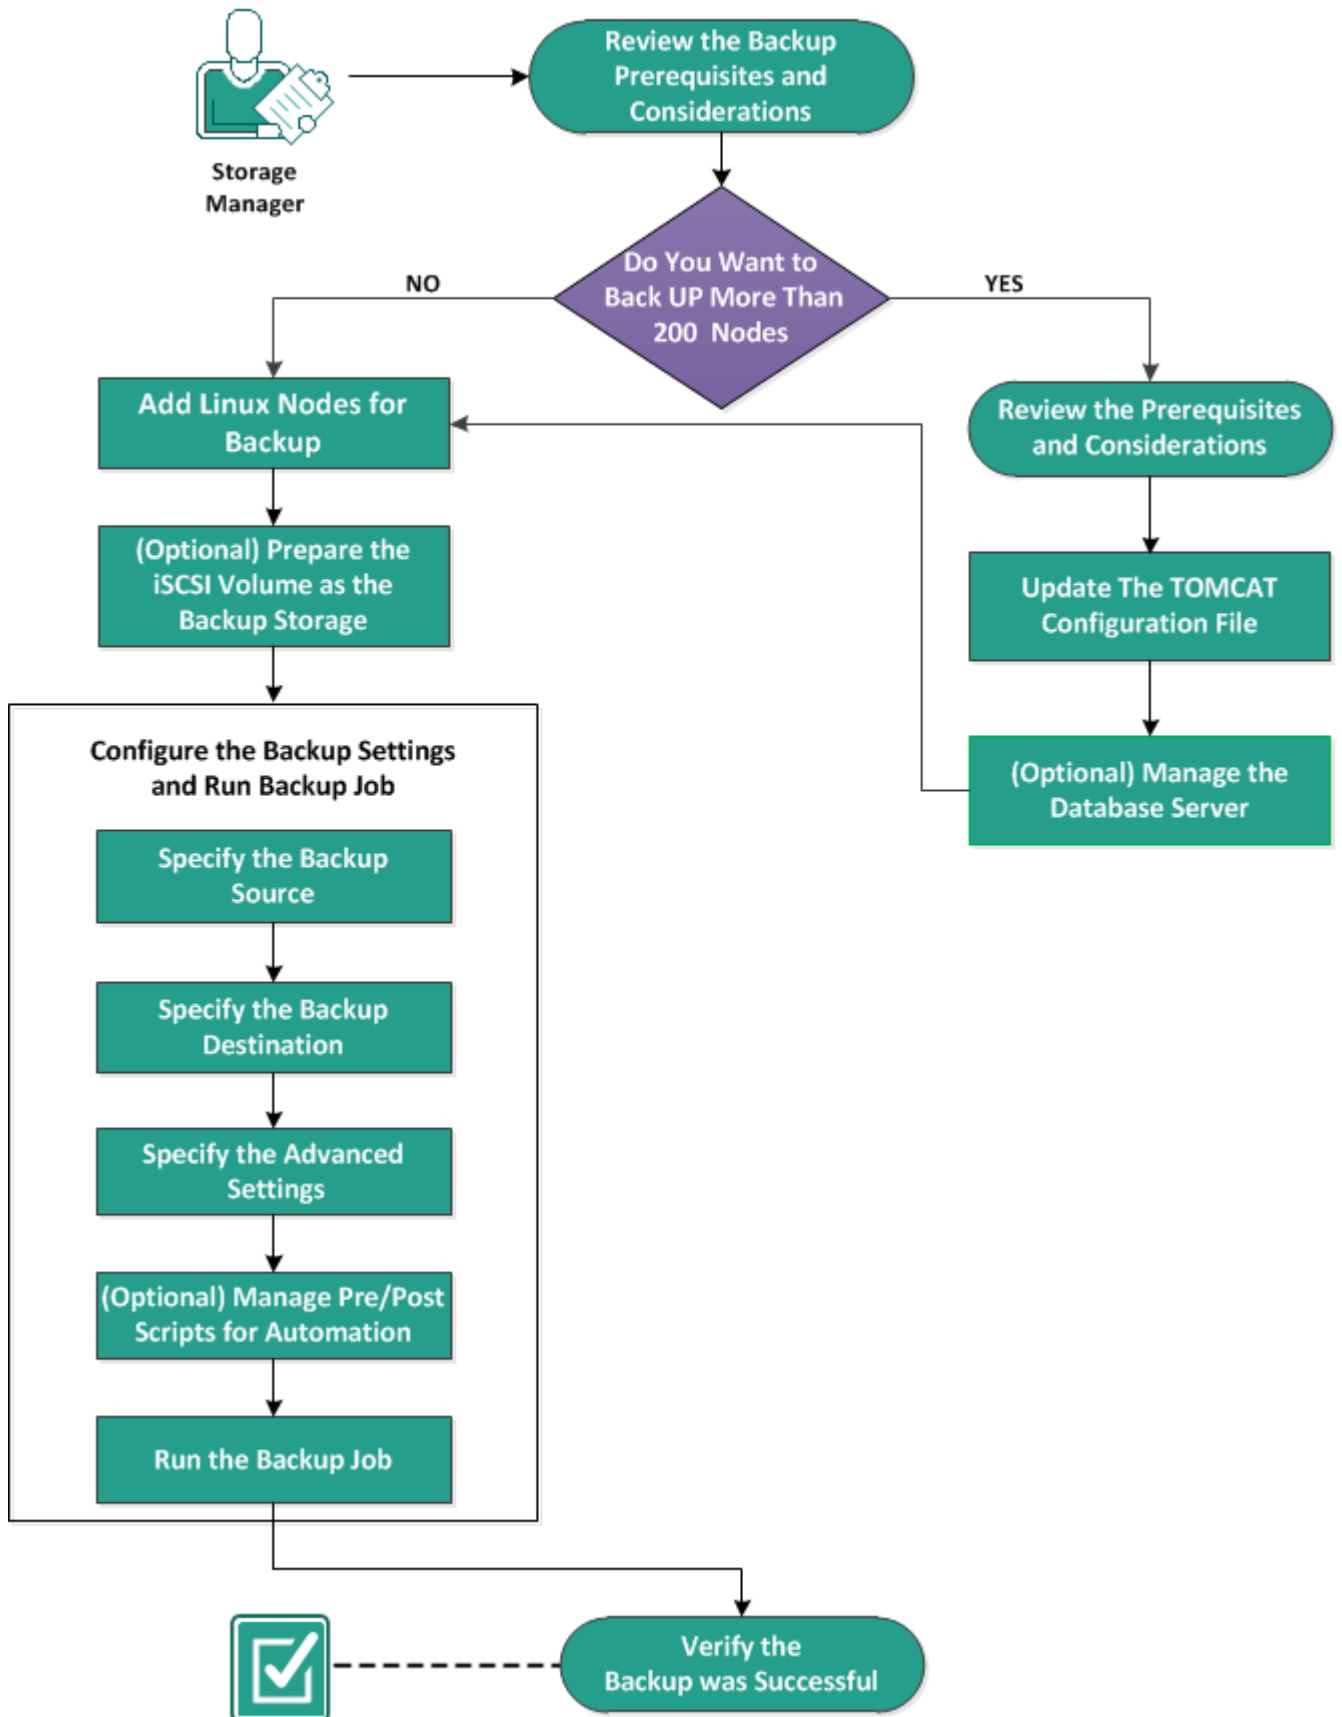 Review the Backup
Prerequisites and
Considerations
Storage
Manager
Do You Want to
Back UP More Than
200 Nodes
NO
YES
Add Linux Nodes for
Backup
Review the Prerequisites
and Considerations
(Optional) Prepare the
iSCSI Volume as the
Backup Storage
Update The TOMCAT
Configuration File
(Optional) Manage the
Database Server
Configure the Backup Settings
and Run Backup Job
Specify the Backup
Source
Specify the Backup
Destination
Specify the Advanced
Settings
(Optional) Manage Pre/Post
Scripts for Automation
Run the Backup Job
Verify the
Backup was Successful